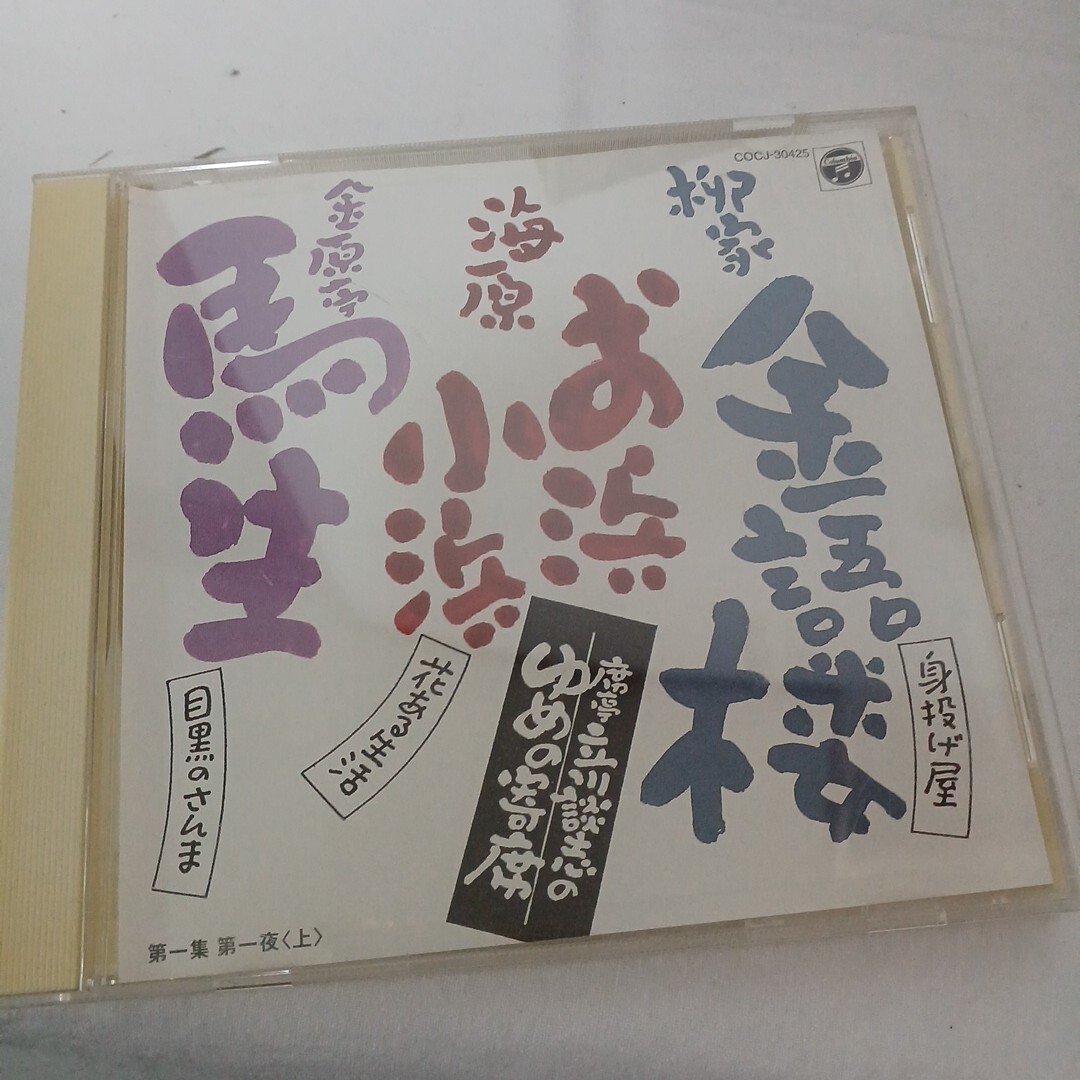 COCJ-30425
Columbia
柳家
金語楼
身投げ屋
海原
お浜
小浜
花ある生活
金原亭
馬生
目黒のさんま
席亭立川談志の
ゆめの寄席
第一集 第一夜〈上〉